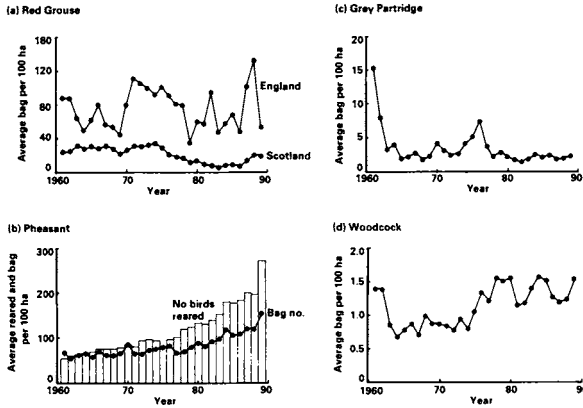 (a) Red Grouse
Average bag per 100 ha
180
120
80
40
0
England
Scotland
1960 70 80 90
Year
(b) Pheasant
Average reared and bag
per 100 ha
300
200
100
0
No birds
reared
Bag no.
1960 70 80 90
Year
(c) Grey Partridge
Average bag per 100 ha
20
15
10
5
0
1960 70 80 90
Year
(d) Woodcock
Average bag per 100 ha
2.0
1.5
1.0
0.5
0
1960 70 80 90
Year